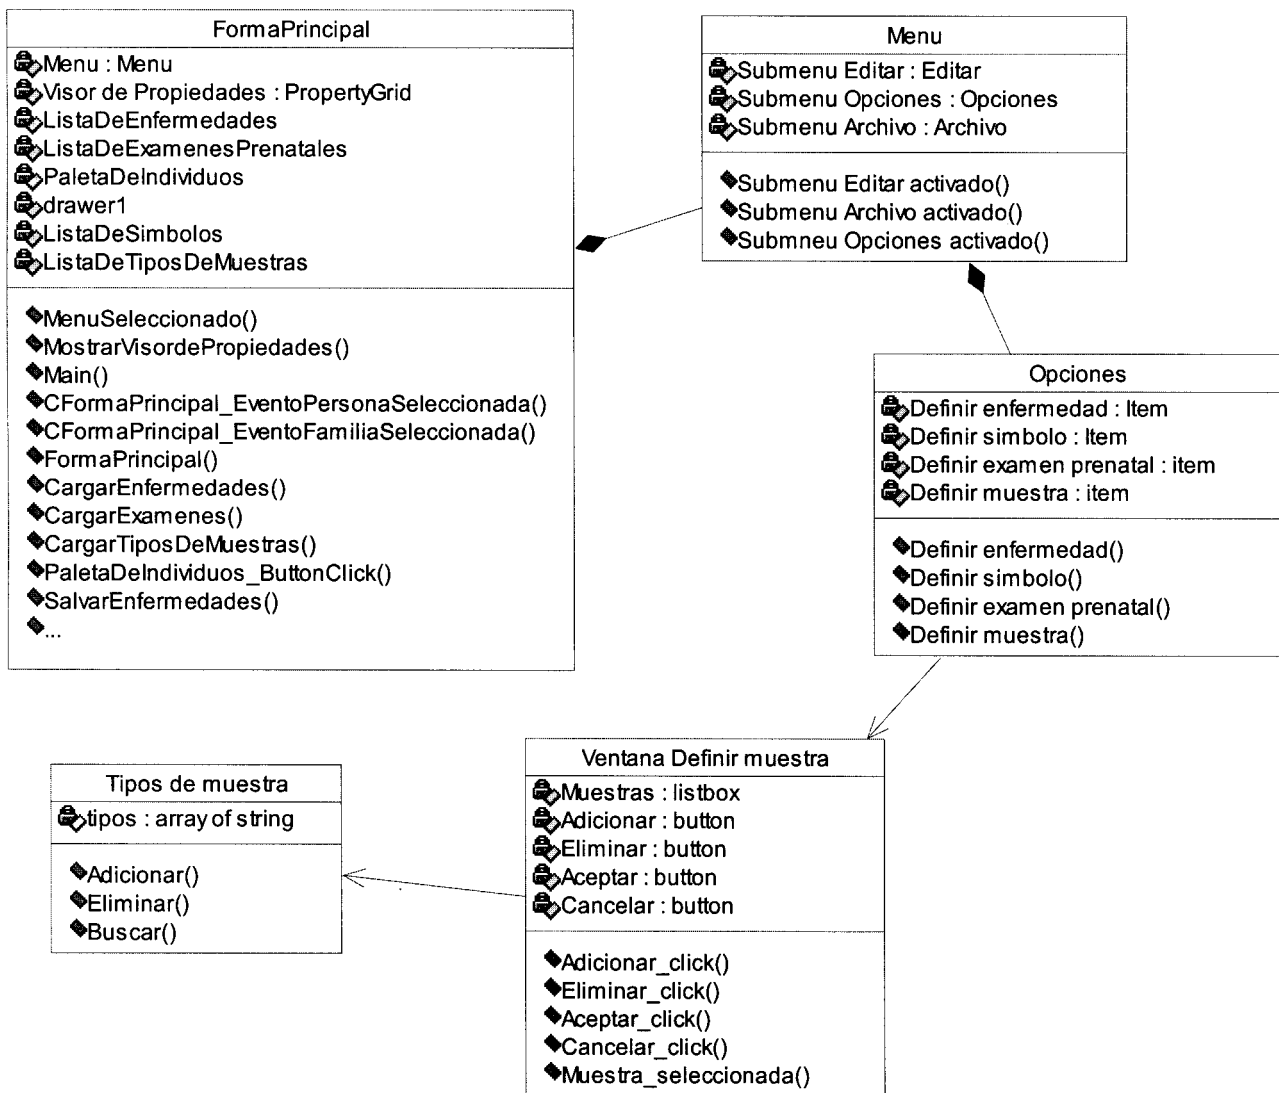 FormaPrincipal
Menu : Menu
Visor de Propiedades : PropertyGrid
ListaDeEnfermedades
ListaDeExamenesPrenatales
PaletaDeIndividuos
drawer1
ListaDeSimbolos
ListaDeTiposDeMuestras
MenuSeleccionado()
MostrarVisordePropiedades()
Main()
CFormaPrincipal_EventoPersonaSeleccionada()
CFormaPrincipal_EventoFamiliaSeleccionada()
FormaPrincipal()
CargarEnfermedades()
CargarExamenes()
CargarTiposDeMuestras()
PaletaDeIndividuos_ButtonClick()
SalvarEnfermedades()
...
Menu
Submenu Editar : Editar
Submenu Opciones : Opciones
Submenu Archivo : Archivo
Submenu Editar activado()
Submenu Archivo activado()
Submneu Opciones activado()
Opciones
Definir enfermedad : Item
Definir simbolo : Item
Definir examen prenatal : item
Definir muestra : item
Definir enfermedad()
Definir simbolo()
Definir examen prenatal()
Definir muestra()
Ventana Definir muestra
Muestras : listbox
Adicionar : button
Eliminar : button
Aceptar : button
Cancelar : button
Adicionar_click()
Eliminar_click()
Aceptar_click()
Cancelar_click()
Muestra_seleccionada()
Tipos de muestra
tipos : array of string
Adicionar()
Eliminar()
Buscar()